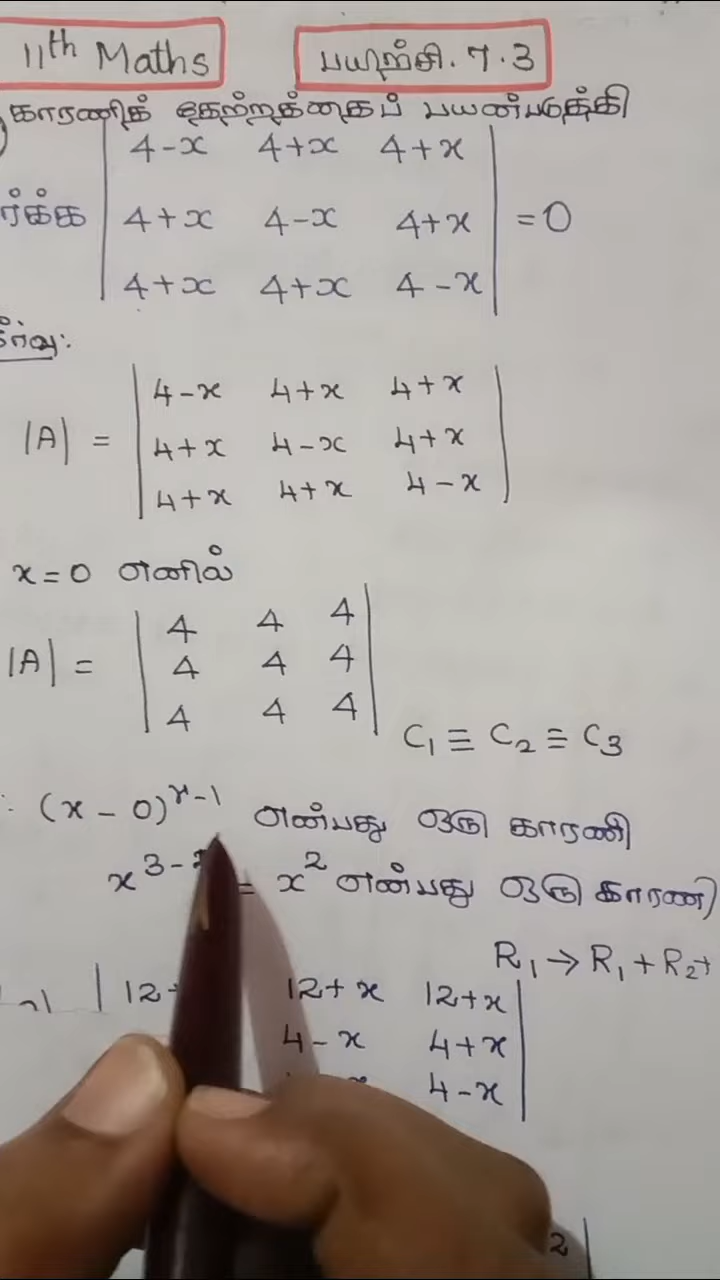 11th Maths
பயிற்சி. 7.3
காரணித் தேற்றத்தைப் பயன்படுத்தி
| 4-x 4+x 4+x |
| 4+x 4-x 4+x | =0
| 4+x 4+x 4-x |
| 4-x 4+x 4+x |
|A| = | 4+x 4-x 4+x |
| 4+x 4+x 4-x |
x=0 எனில்
| 4 4 4 |
|A| = | 4 4 4 |
| 4 4 4 |
C₁ ≡ C₂ ≡ C₃
(x-0)^r-1 என்பது ஒரு காரணி
x^3- = x² என்பது ஒரு காரணி
R₁→R₁+R₂+
| 12+ 12+x 12+x |
4-x 4+x
4-x
2 |